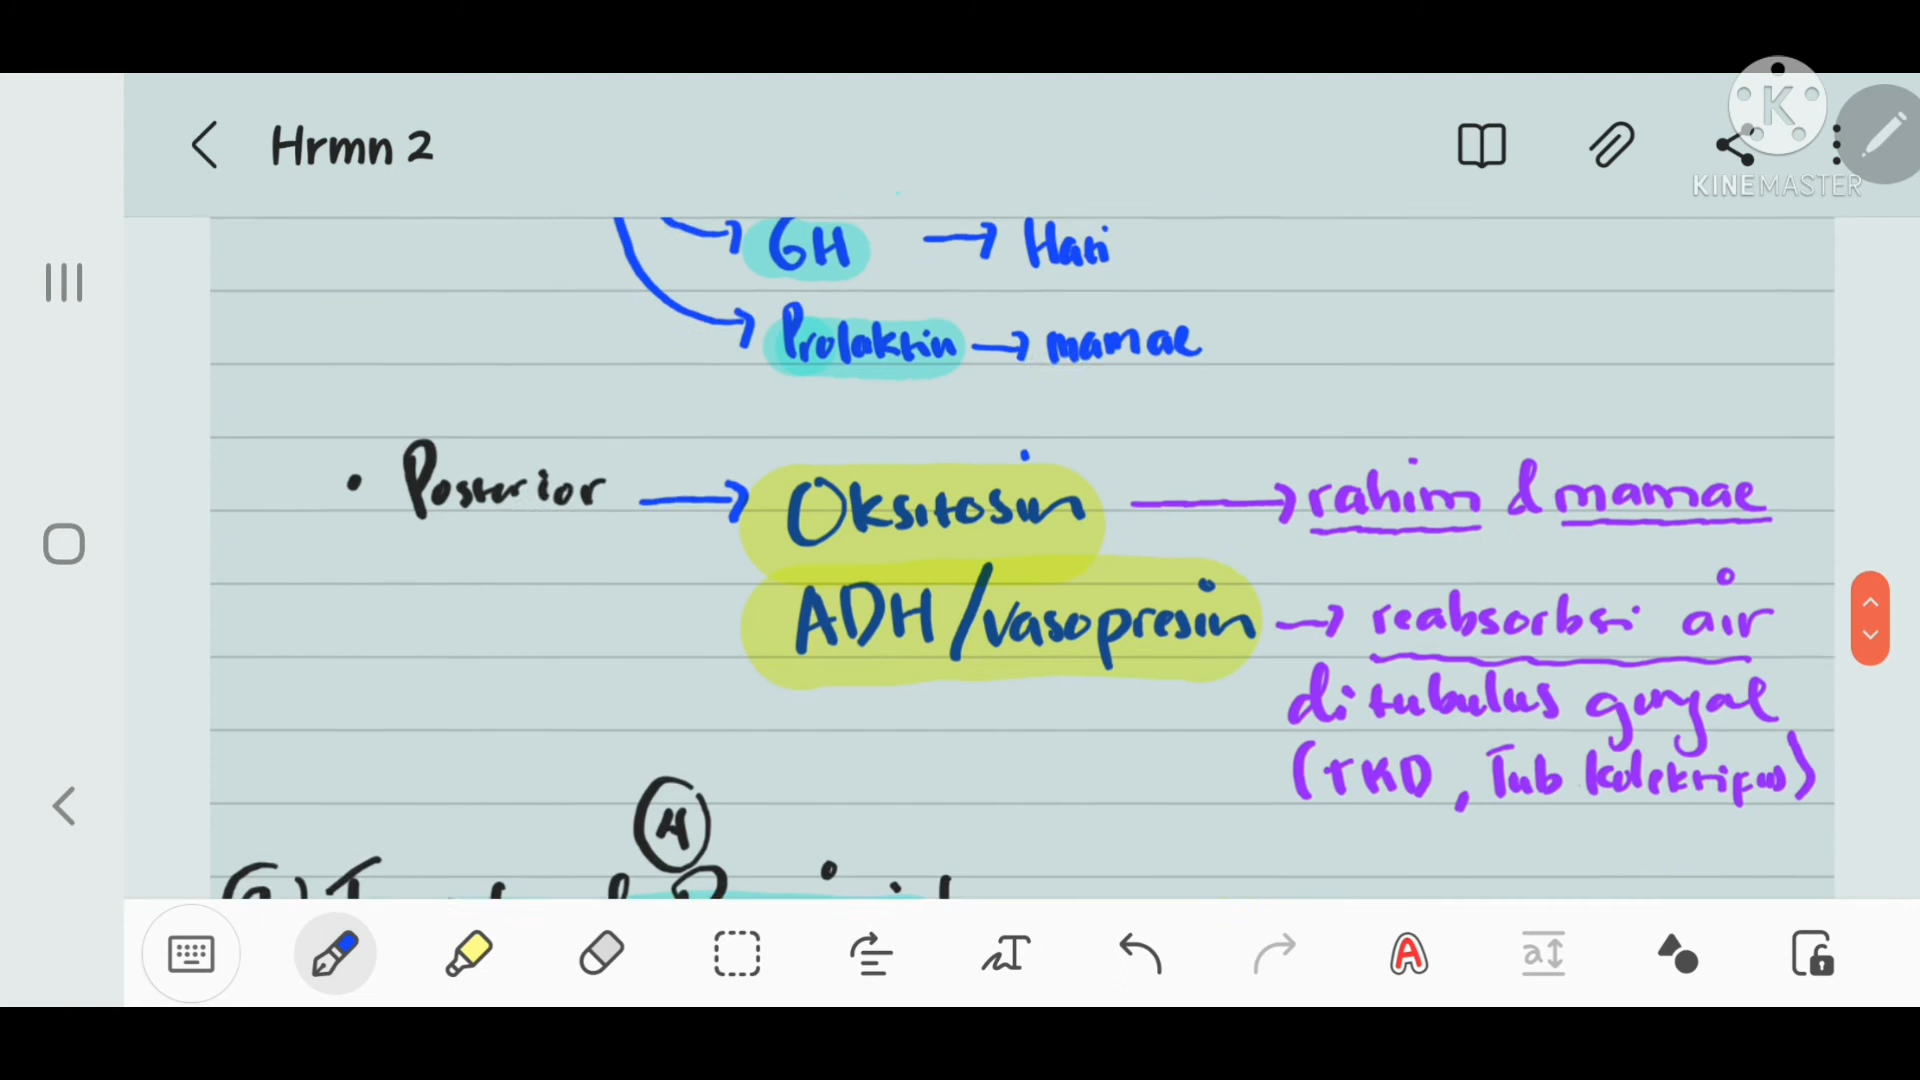 Hrmn 2
KINEMASTER
GH → Hati
Prolaktin → mamae
• Posterior → Oksitosin → rahim & mamae
ADH/vasopresin → reabsorbsi air
di tubulus ginjal
(TKD, Tub kolektifus)
4